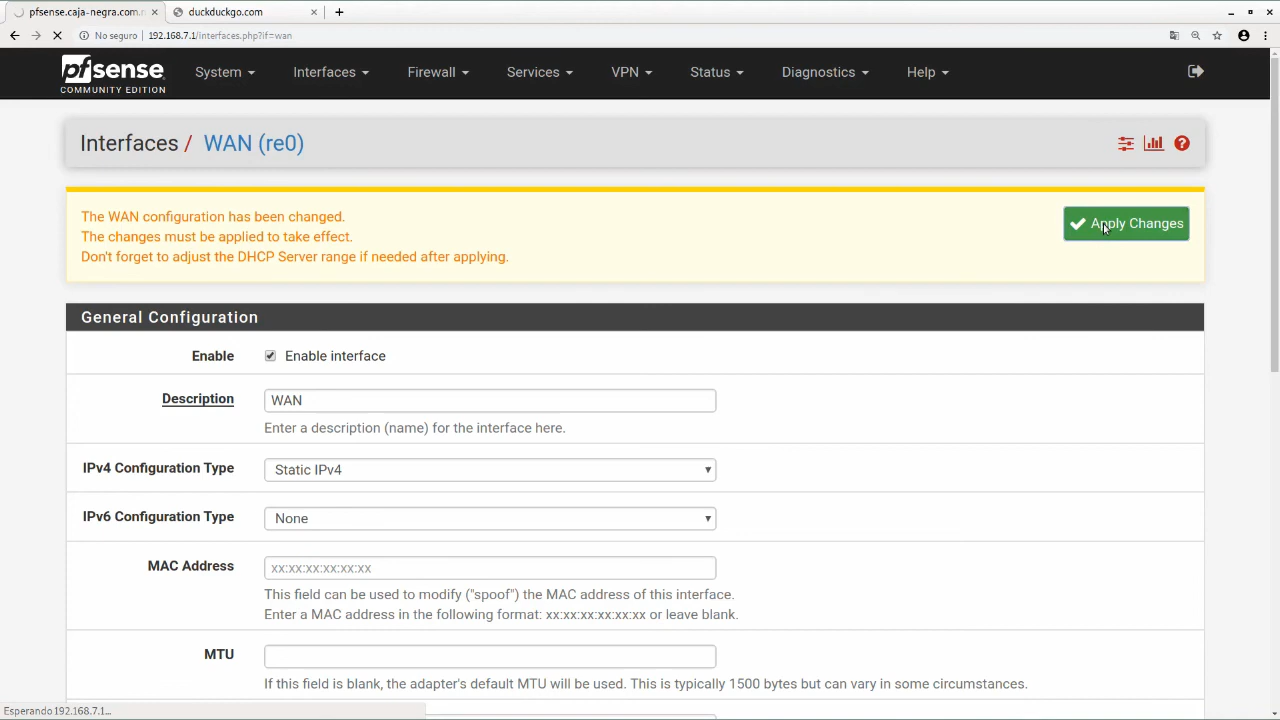 pfsense.caja-negra.com.
duckduckgo.com
No seguro
192.168.7.1/interfaces.php?if=wan
pfsense
COMMUNITY EDITION
System
Interfaces
Firewall
Services
VPN
Status
Diagnostics
Help
Interfaces / WAN (re0)
The WAN configuration has been changed.
The changes must be applied to take effect.
Don't forget to adjust the DHCP Server range if needed after applying.
Apply Changes
General Configuration
Enable
Enable interface
Description
WAN
Enter a description (name) for the interface here.
IPv4 Configuration Type
Static IPv4
IPv6 Configuration Type
None
MAC Address
xx:xx:xx:xx:xx:xx
This field can be used to modify ("spoof") the MAC address of this interface.
Enter a MAC address in the following format: xx:xx:xx:xx:xx:xx or leave blank.
MTU
If this field is blank, the adapter's default MTU will be used. This is typically 1500 bytes but can vary in some circumstances.
Esperando 192.168.7.1...